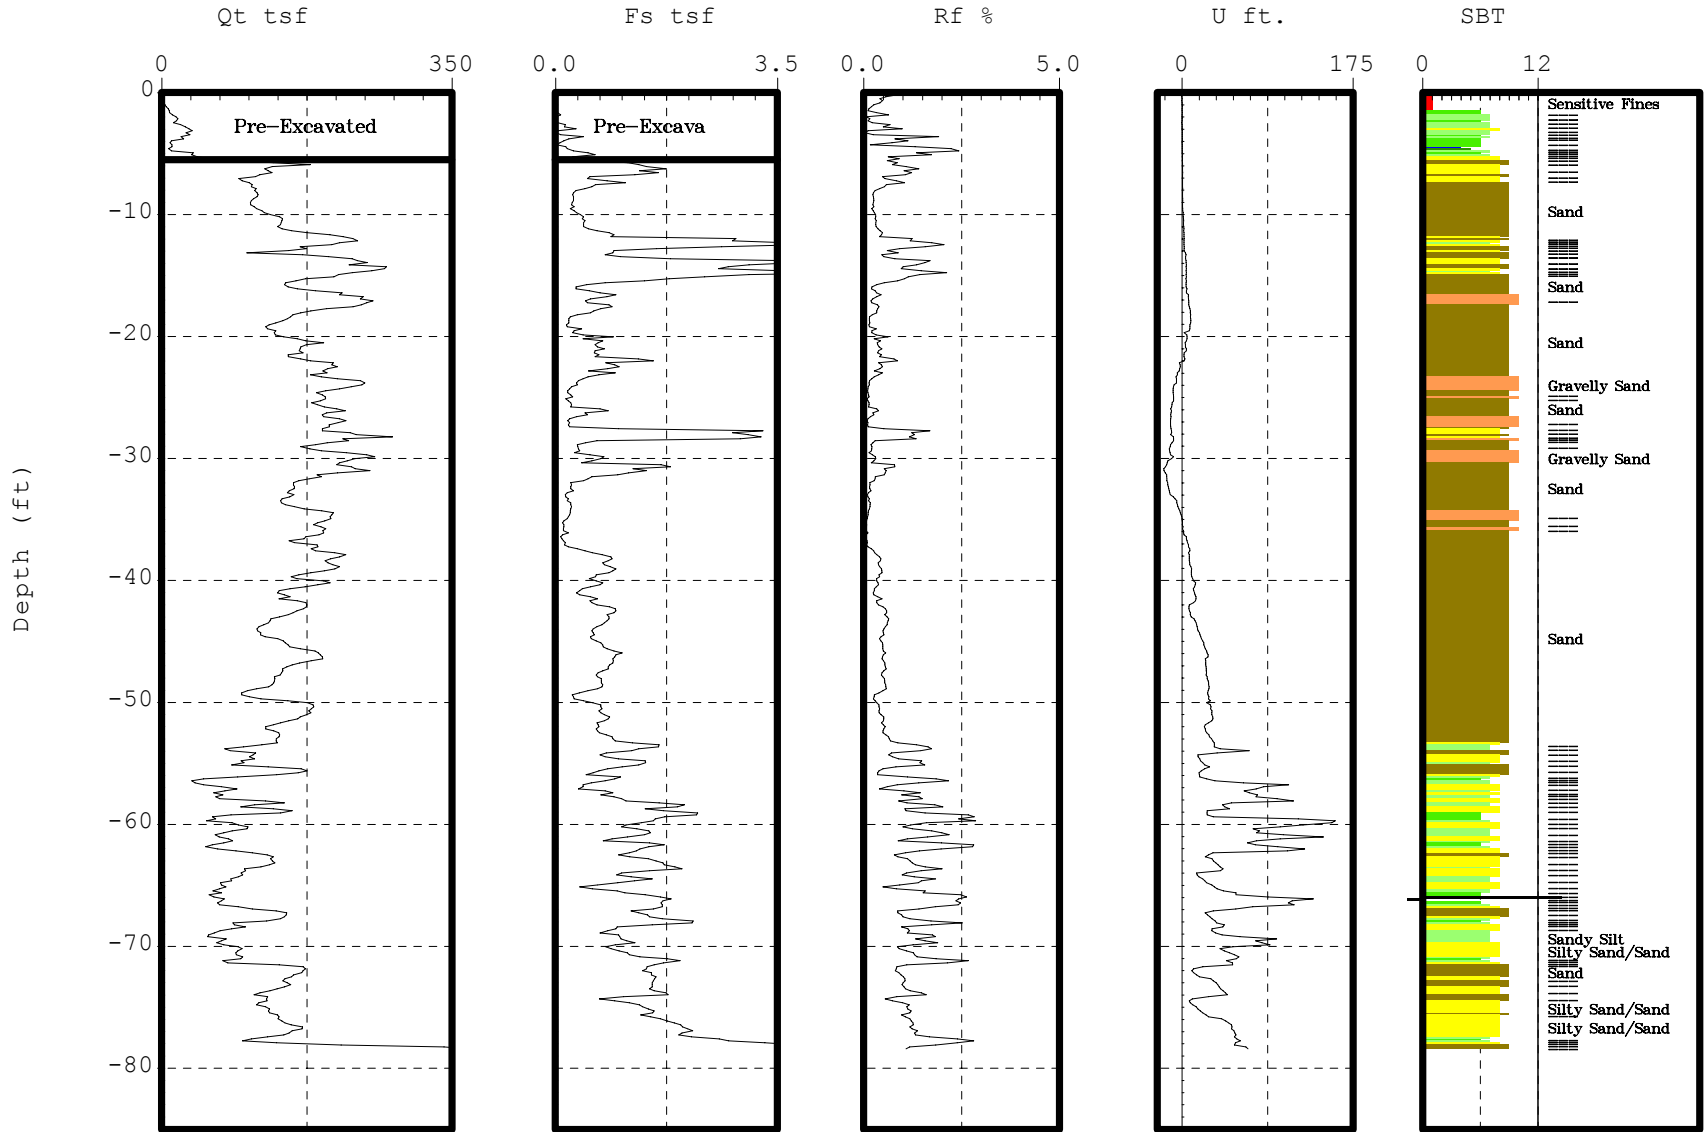 Qt tsf Fs tsf Rf % U ft. SBT
0 350 0.0 3.5 0.0 5.0 0 175 0 12
0
Sensitive Fines
Pre-Excavated Pre-Excava
-10 Sand
Sand
-20
Sand
Gravelly Sand
Sand
-30 Gravelly Sand
Sand
Depth (ft)
-40
Sand
-50
-60
-70
Sandy Silt
Silty Sand/Sand
Sand
Silty Sand/Sand
Silty Sand/Sand
-80